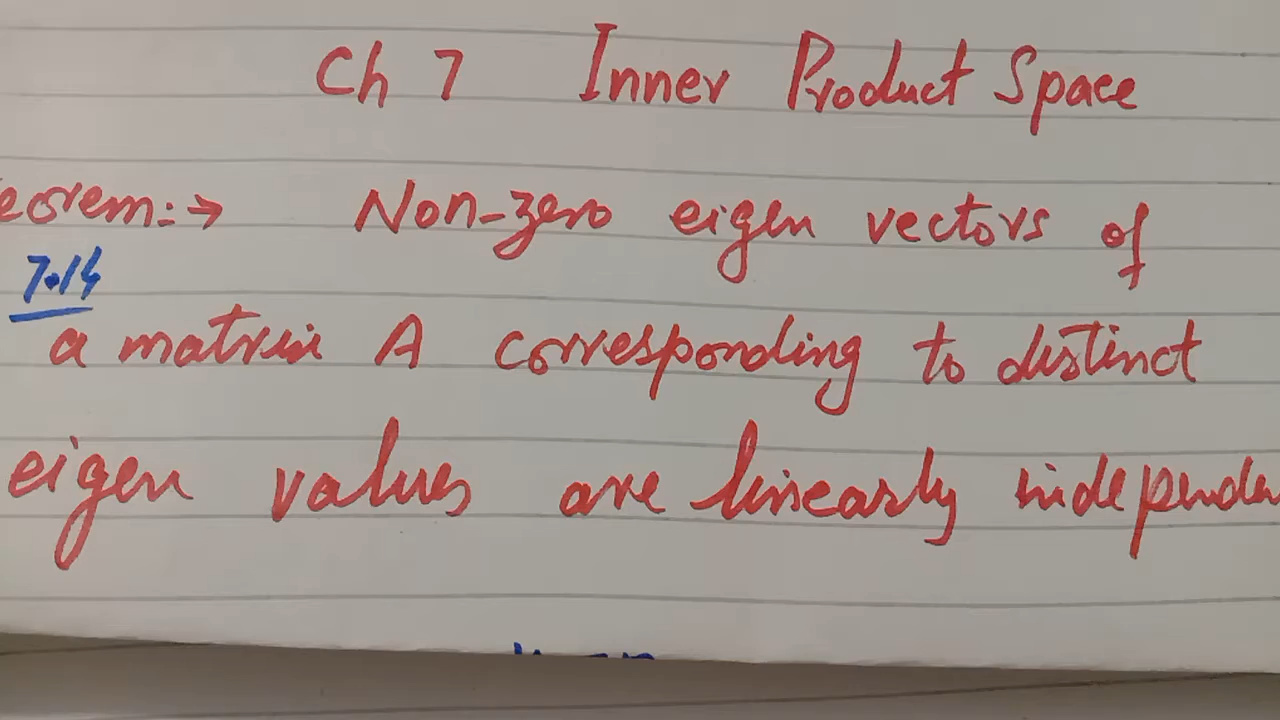 Ch 7 Inner Product Space
eorem:→ Non-zero eigen vectors of
7.14
a matrix A corresponding to distinct
eigen values are linearly independen